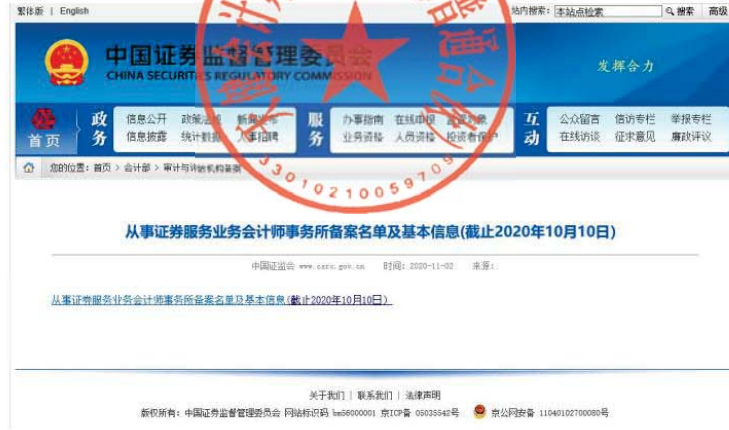 繁体版 | English
站内搜索： 本站点检索 搜索 高级
中国证券监督管理委员会
CHINA SECURITIES REGULATORY COMMISSION
发挥合力
首页
政务
信息公开 政策法规 新闻发布
信息披露 统计数据 人事招聘
服务
办事指南 在线申报 监管对象
业务资格 人员资格 投资者保护
互动
公众留言 信访专栏 举报专栏
在线访谈 征求意见 廉政评议
您的位置：首页 > 会计部 > 审计与评估机构备案
3301021005970
从事证券服务业务会计师事务所备案名单及基本信息(截止2020年10月10日)
中国证监会 www.csrc.gov.cn 时间：2020-11-02 来源：
从事证券服务业务会计师事务所备案名单及基本信息(截止2020年10月10日）
关于我们 | 联系我们 | 法律声明
版权所有：中国证券监督管理委员会 网站标识码 bm56000001 京ICP备 05035542号 京公网安备 11040102700080号